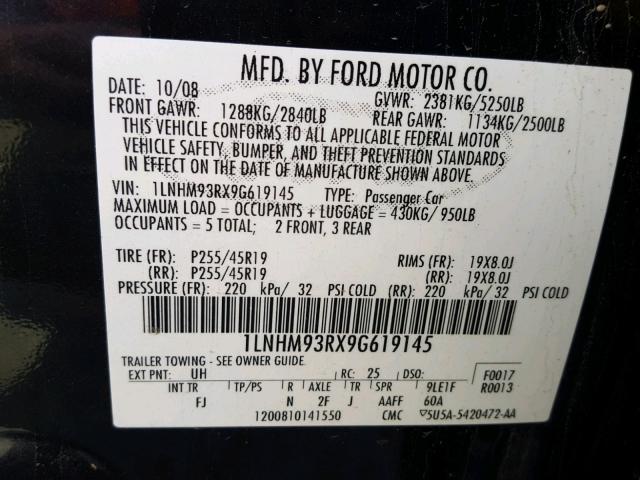 MFD. BY FORD MOTOR CO.
DATE: 10/08 GVWR: 2381KG/5250LB
FRONT GAWR: 1288KG/2840LB REAR GAWR: 1134KG/2500LB
THIS VEHICLE CONFORMS TO ALL APPLICABLE FEDERAL MOTOR
VEHICLE SAFETY, BUMPER, AND THEFT PREVENTION STANDARDS
IN EFFECT ON THE DATE OF MANUFACTURE SHOWN ABOVE.
VIN: 1LNHM93RX9G619145 TYPE: Passenger Car
MAXIMUM LOAD = OCCUPANTS + LUGGAGE = 430KG/ 950LB
OCCUPANTS = 5 TOTAL; 2 FRONT, 3 REAR
TIRE (FR): P255/45R19 RIMS (FR): 19X8.0J
(RR): P255/45R19 (RR): 19X8.0J
PRESSURE (FR): 220 kPa/ 32 PSI COLD (RR): 220 kPa/ 32 PSI COLD
1LNHM93RX9G619145
TRAILER TOWING - SEE OWNER GUIDE.
EXT PNT: UH RC: 25 DSO: F0017
INT TR TP/PS R AXLE TR SPR 9LE1F R0013
FJ N 2F J AAFF 60A
1200810141550 CMC ▽5U5A-5420472-AA